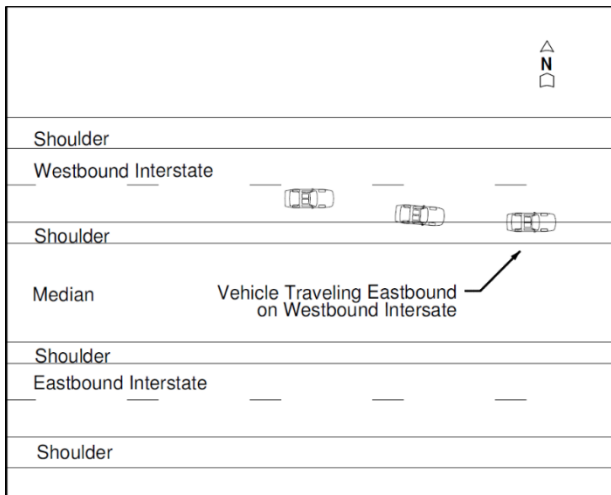 N
Shoulder
Westbound Interstate
Shoulder
Median
Vehicle Traveling Eastbound
on Westbound Intersate
Shoulder
Eastbound Interstate
Shoulder